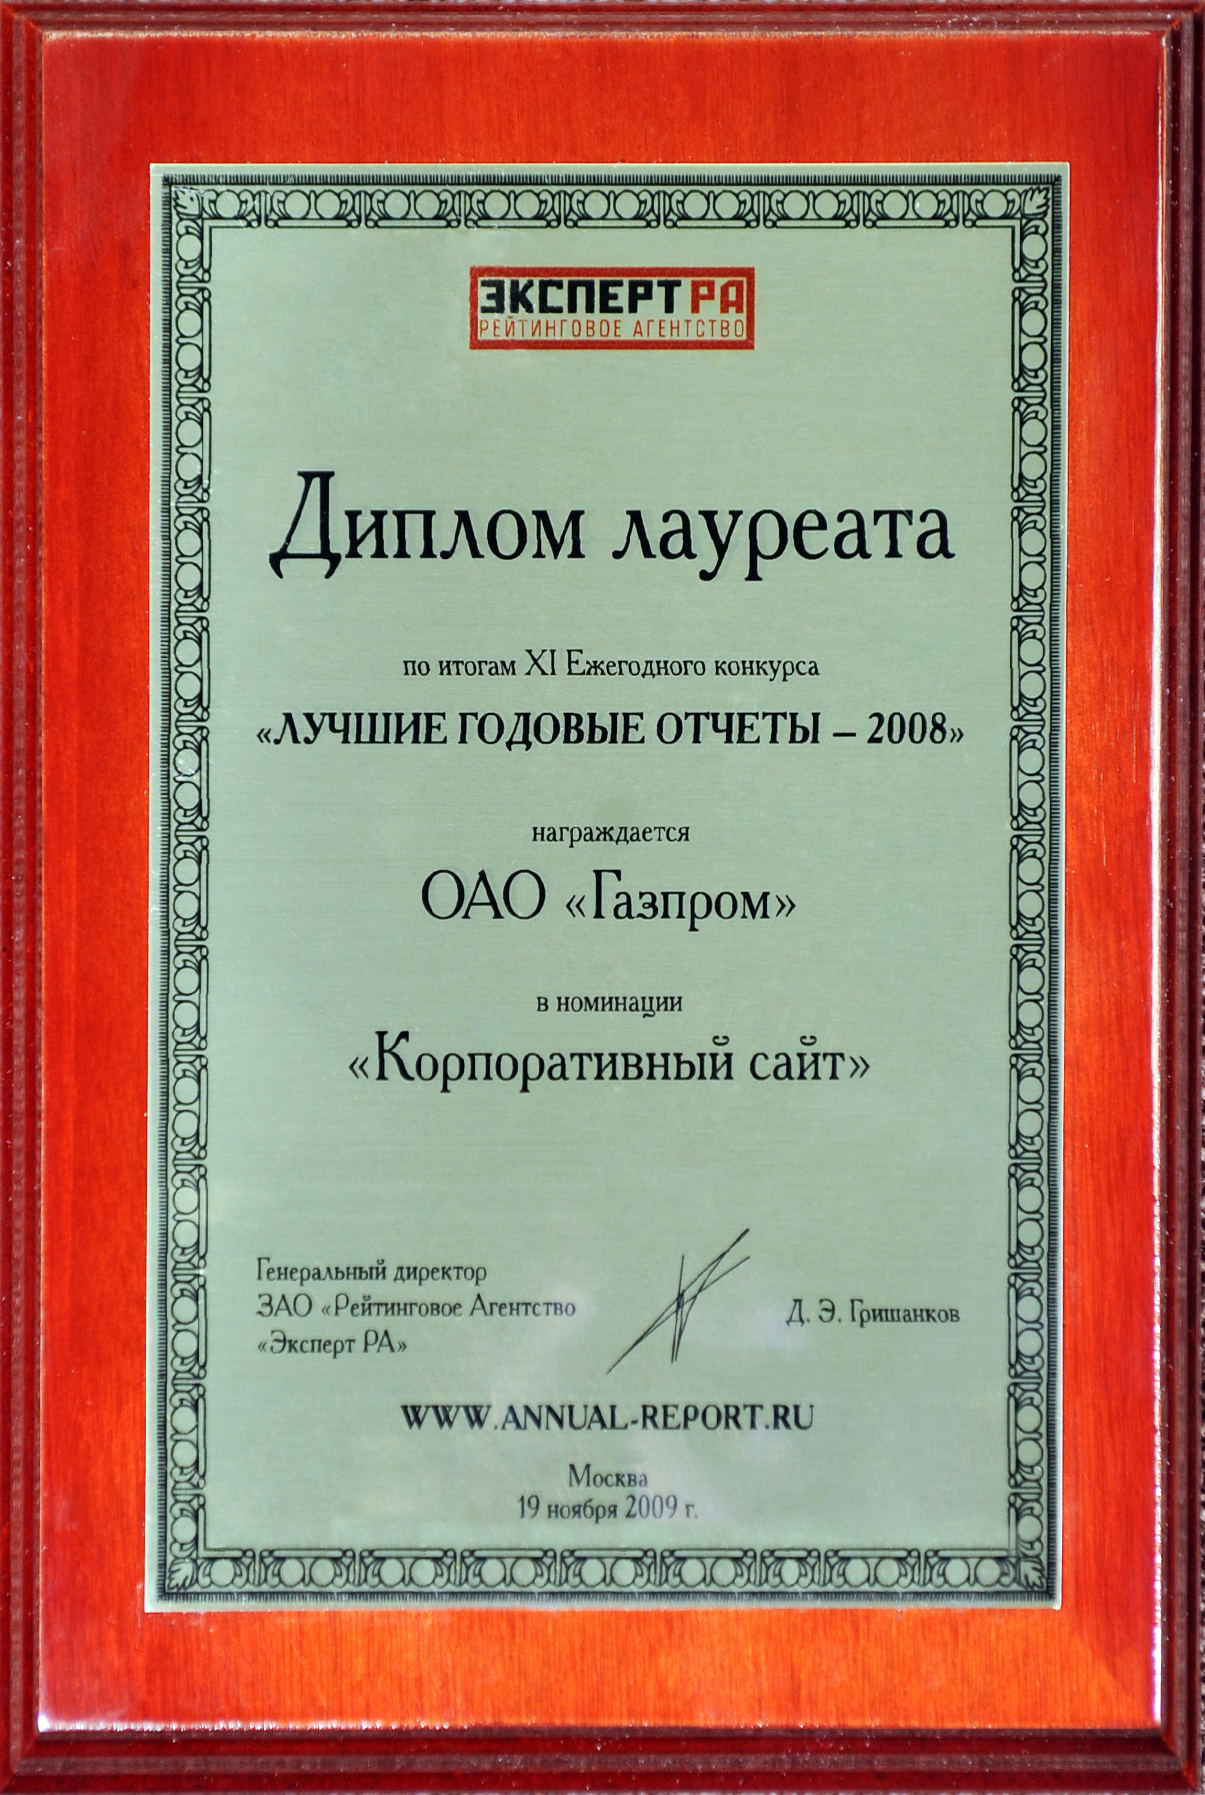 ЭКСПЕРТ РА
РЕЙТИНГОВОЕ АГЕНТСТВО
Диплом лауреата
по итогам XI Ежегодного конкурса
«ЛУЧШИЕ ГОДОВЫЕ ОТЧЕТЫ – 2008»
награждается
ОАО «Газпром»
в номинации
«Корпоративный сайт»
Генеральный директор
ЗАО «Рейтинговое Агентство
«Эксперт РА»
Д. Э. Гришанков
WWW.ANNUAL-REPORT.RU
Москва
19 ноября 2009 г.